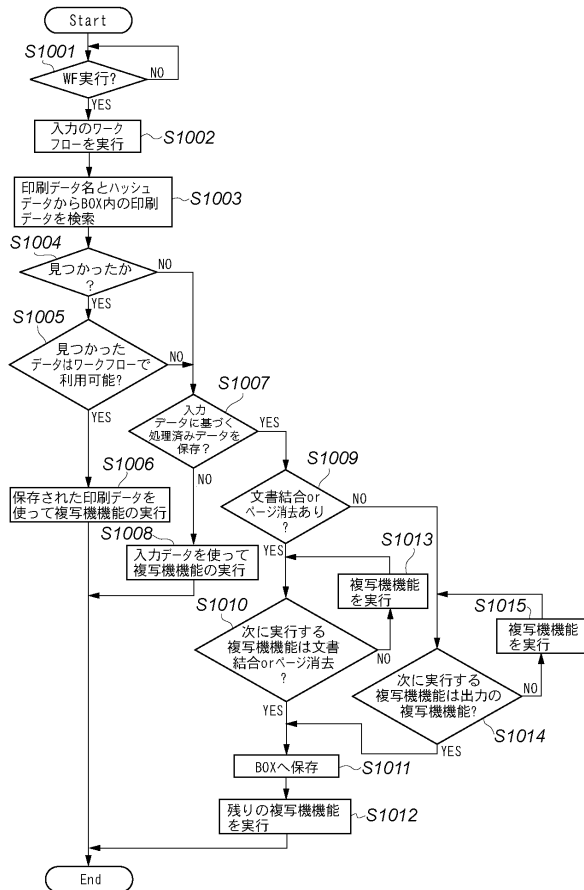 Start
S1001
WF実行?
NO
YES
入力のワーク
フローを実行
S1002
印刷データ名とハッシュ
データからBOX内の印刷
データを検索
S1003
S1004
見つかったか
?
NO
YES
S1005
見つかった
データはワークフローで
利用可能?
NO
YES
S1007
入力
データに基づく
処理済みデータを
保存?
YES
NO
S1006
保存された印刷データを
使って複写機機能の実行
S1008
入力データを使って
複写機機能の実行
S1009
文書結合or
ページ消去あり
?
NO
YES
S1013
複写機機能
を実行
S1010
次に実行する
複写機機能は文書
結合orページ消去
?
NO
YES
S1015
複写機機能
を実行
次に実行する
複写機機能は出力の
複写機機能?
NO
S1014
YES
BOXへ保存
S1011
残りの複写機機能
を実行
S1012
End